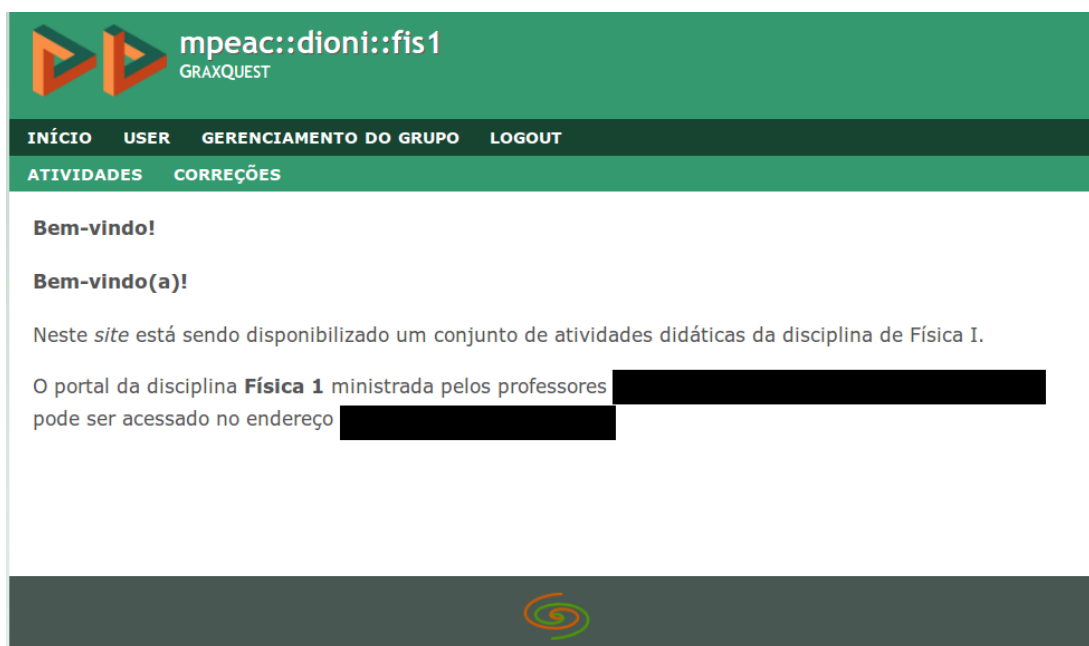 mpeac::dioni::fis1
GRAXQUEST
INÍCIO USER GERENCIAMENTO DO GRUPO LOGOUT
ATIVIDADES CORREÇÕES
Bem-vindo!
Bem-vindo(a)!
Neste site está sendo disponibilizado um conjunto de atividades didáticas da disciplina de Física I.
O portal da disciplina Física 1 ministrada pelos professores
pode ser acessado no endereço